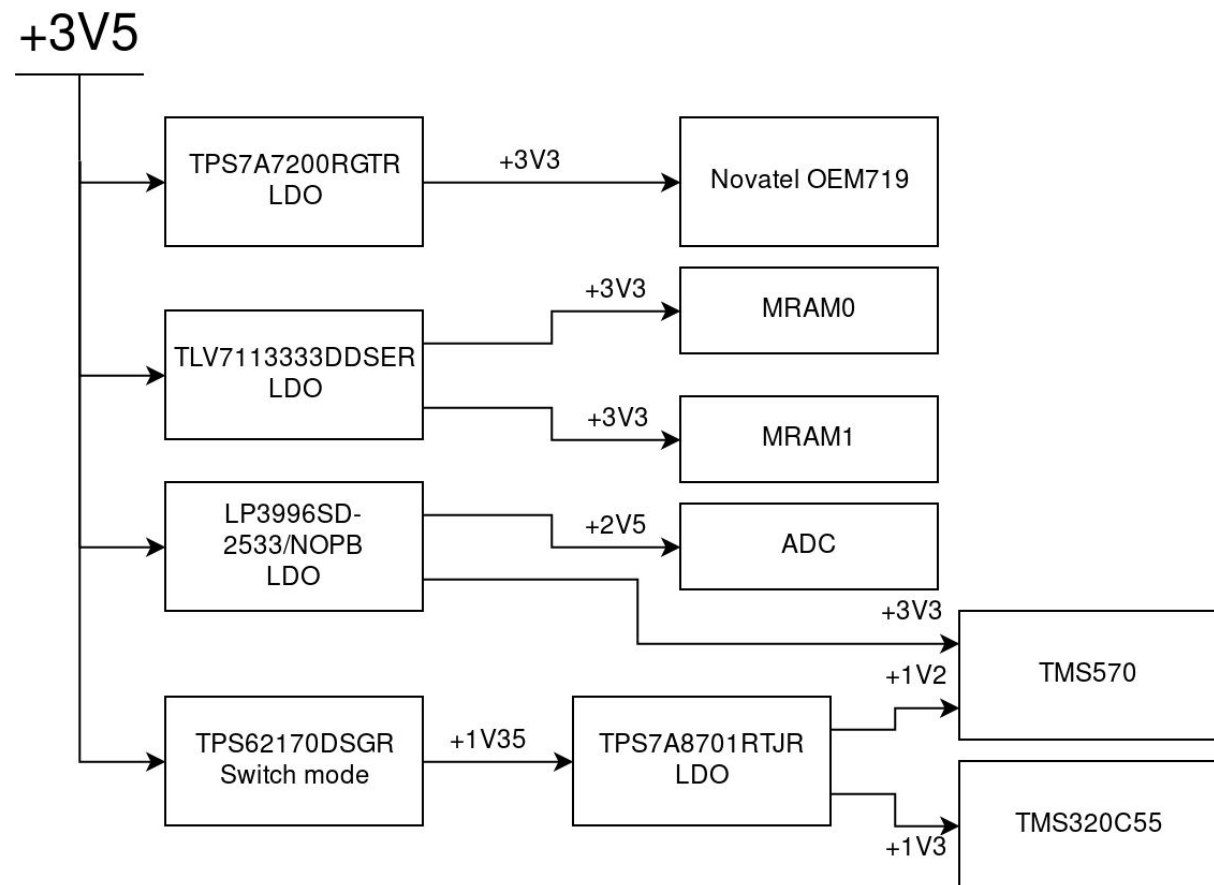 +3V5
TPS7A7200RGTR
LDO
+3V3
Novatel OEM719
TLV7113333DDSER
LDO
+3V3
MRAM0
+3V3
MRAM1
LP3996SD-
2533/NOPB
LDO
+2V5
ADC
+3V3
+1V2
TMS570
TPS62170DSGR
Switch mode
+1V35
TPS7A8701RTJR
LDO
+1V3
TMS320C55